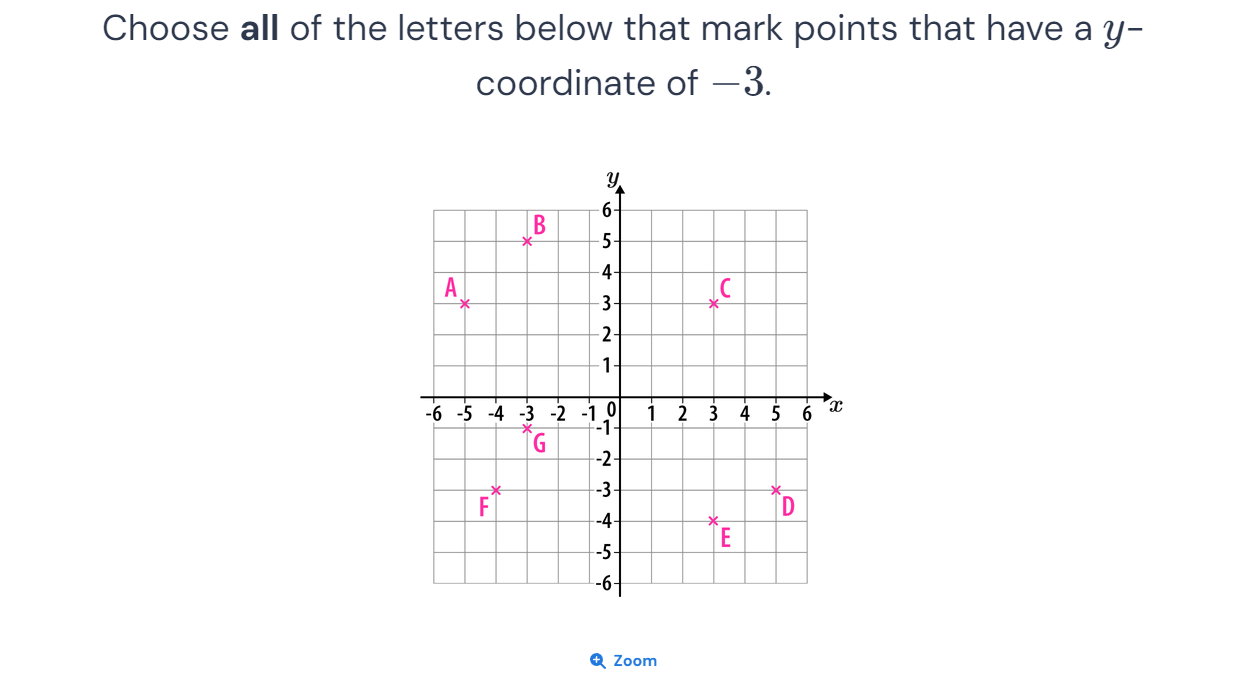 Choose all of the letters below that mark points that have a y-
coordinate of −3.
y
6
B
5
4
A
C
3
2
1
-6 -5 -4 -3 -2 -1 0 1 2 3 4 5 6 x
-1
G
-2
-3
F
D
-4
E
-5
-6
Zoom